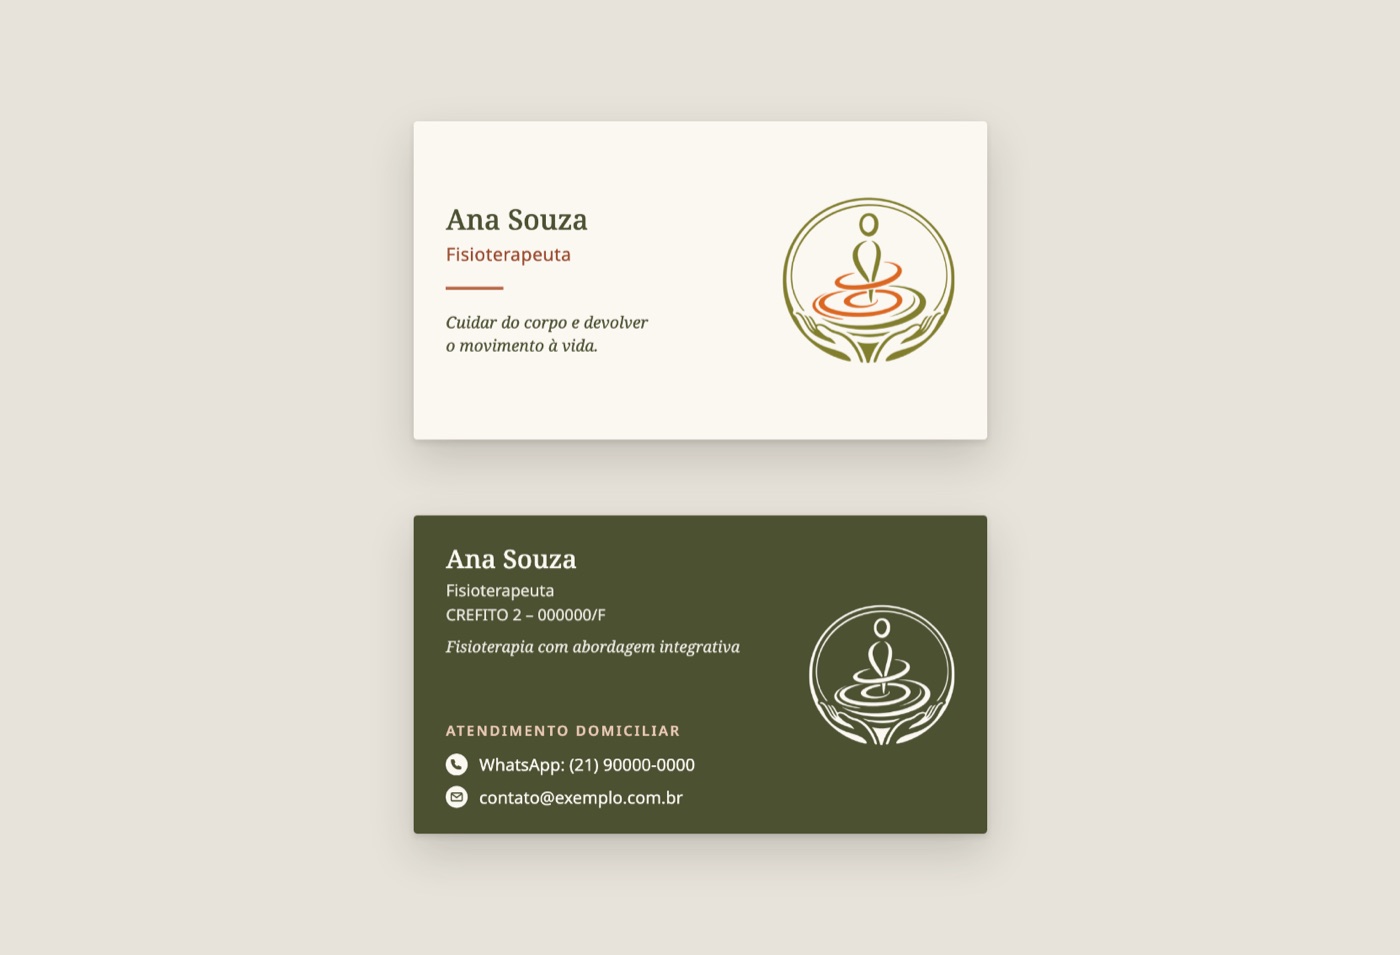 Ana Souza
Fisioterapeuta
Cuidar do corpo e devolver
o movimento à vida.
Ana Souza
Fisioterapeuta
CREFITO 2 – 000000/F
Fisioterapia com abordagem integrativa
ATENDIMENTO DOMICILIAR
WhatsApp: (21) 90000-0000
contato@exemplo.com.br